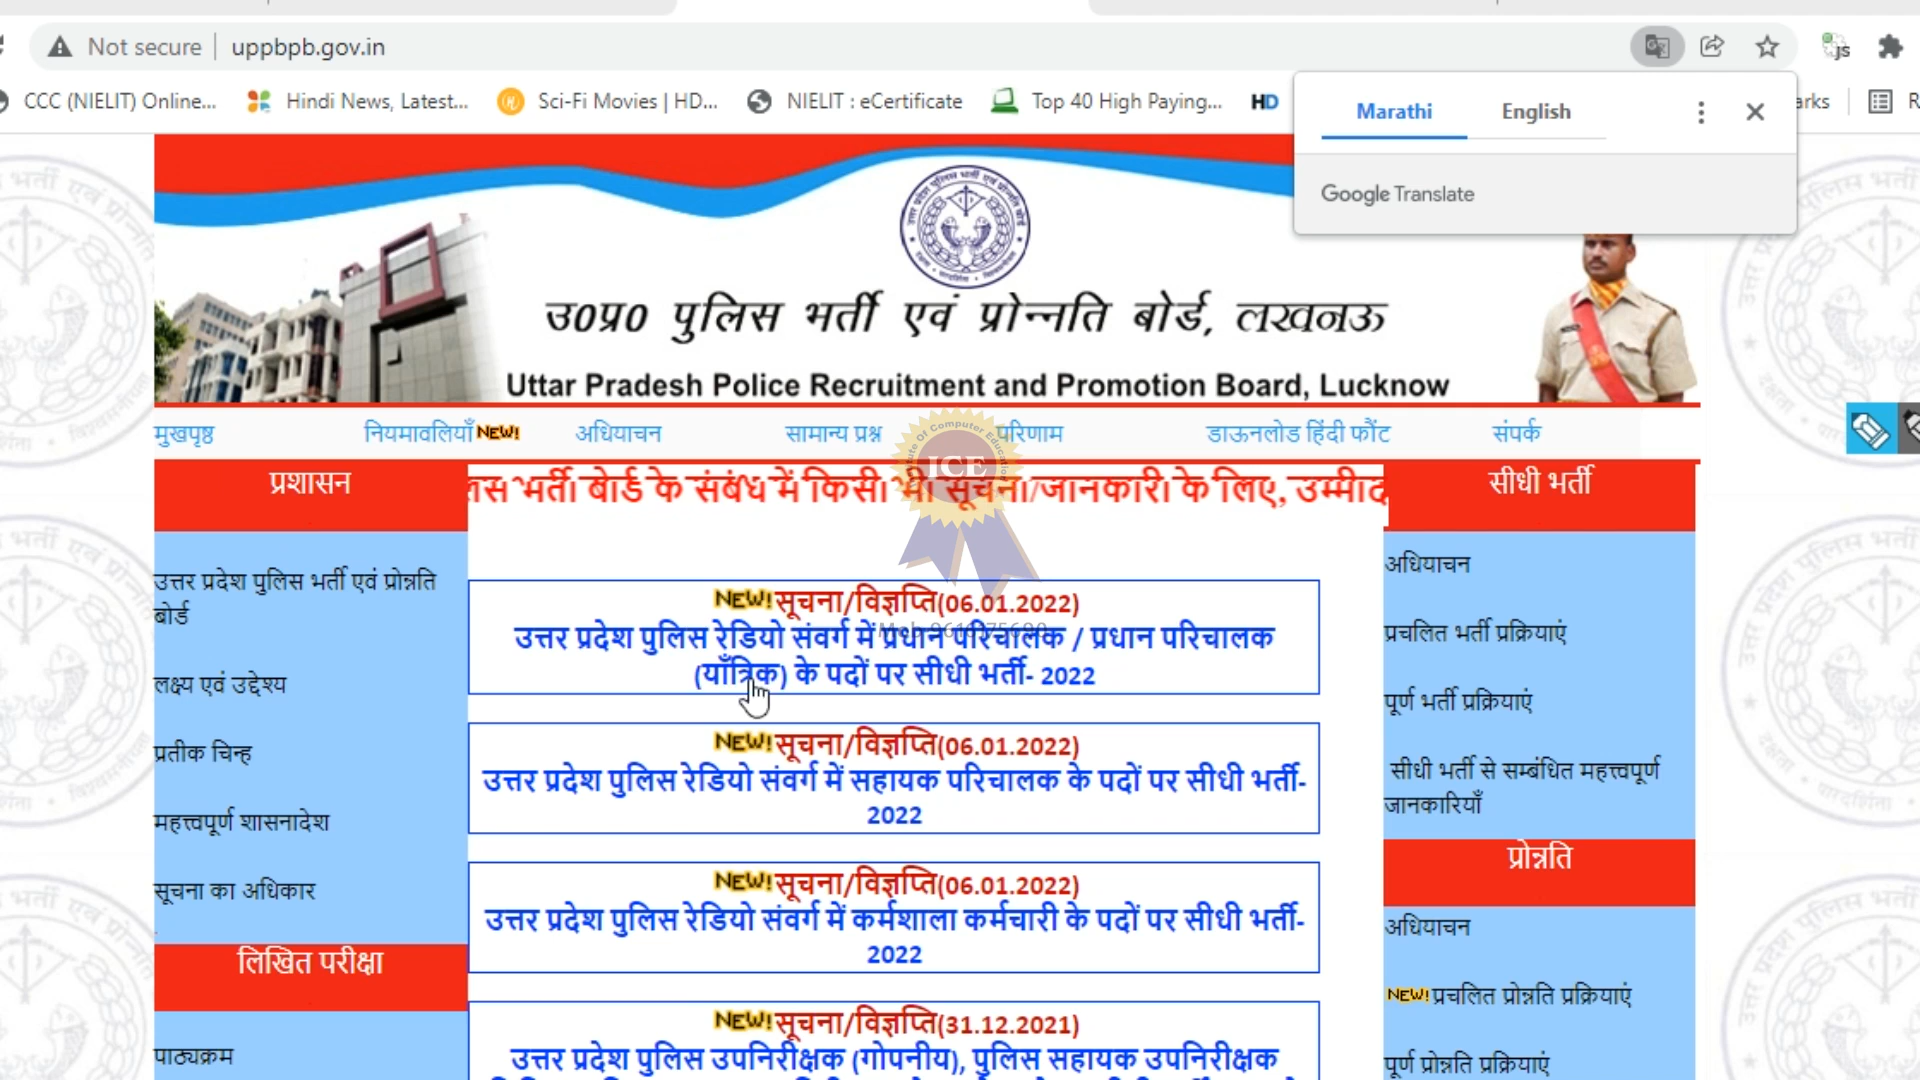 Not secure
uppbpb.gov.in
CCC (NIELIT) Online...
Hindi News, Latest...
Sci-Fi Movies | HD...
NIELIT : eCertificate
Top 40 High Paying...
HD
Marathi
English
Google Translate
उ0प्र0 पुलिस भर्ती एवं प्रोन्नति बोर्ड, लखनऊ
Uttar Pradesh Police Recruitment and Promotion Board, Lucknow
मुखपृष्ठ
नियमावलियाँ NEW!
अधियाचन
सामान्य प्रश्न
परिणाम
डाऊनलोड हिंदी फौंट
संपर्क
Of Computer Education
ICE
प्रशासन
उत्तर प्रदेश पुलिस भर्ती एवं प्रोन्नति
बोर्ड
लक्ष्य एवं उद्देश्य
प्रतीक चिन्ह
महत्त्वपूर्ण शासनादेश
सूचना का अधिकार
लिखित परीक्षा
पाठ्यक्रम
भर्ती बोर्ड के संबंध में किसी भी सूचना/जानकारी के लिए,
NEW! सूचना/विज्ञप्ति(06.01.2022)
उत्तर प्रदेश पुलिस रेडियो संवर्ग में प्रधान परिचालक / प्रधान परिचालक
(याँत्रिक) के पदों पर सीधी भर्ती- 2022
NEW! सूचना/विज्ञप्ति(06.01.2022)
उत्तर प्रदेश पुलिस रेडियो संवर्ग में सहायक परिचालक के पदों पर सीधी भर्ती-
2022
NEW! सूचना/विज्ञप्ति(06.01.2022)
उत्तर प्रदेश पुलिस रेडियो संवर्ग में कर्मशाला कर्मचारी के पदों पर सीधी भर्ती-
2022
NEW! सूचना/विज्ञप्ति(31.12.2021)
उत्तर प्रदेश पुलिस उपनिरीक्षक (गोपनीय), पुलिस सहायक उपनिरीक्षक
सीधी भर्ती
अधियाचन
प्रचलित भर्ती प्रक्रियाएं
पूर्ण भर्ती प्रक्रियाएं
सीधी भर्ती से सम्बंधित महत्त्वपूर्ण
जानकारियाँ
प्रोन्नति
अधियाचन
NEW! प्रचलित प्रोन्नति प्रक्रियाएं
पूर्ण प्रोन्नति प्रक्रियाएं